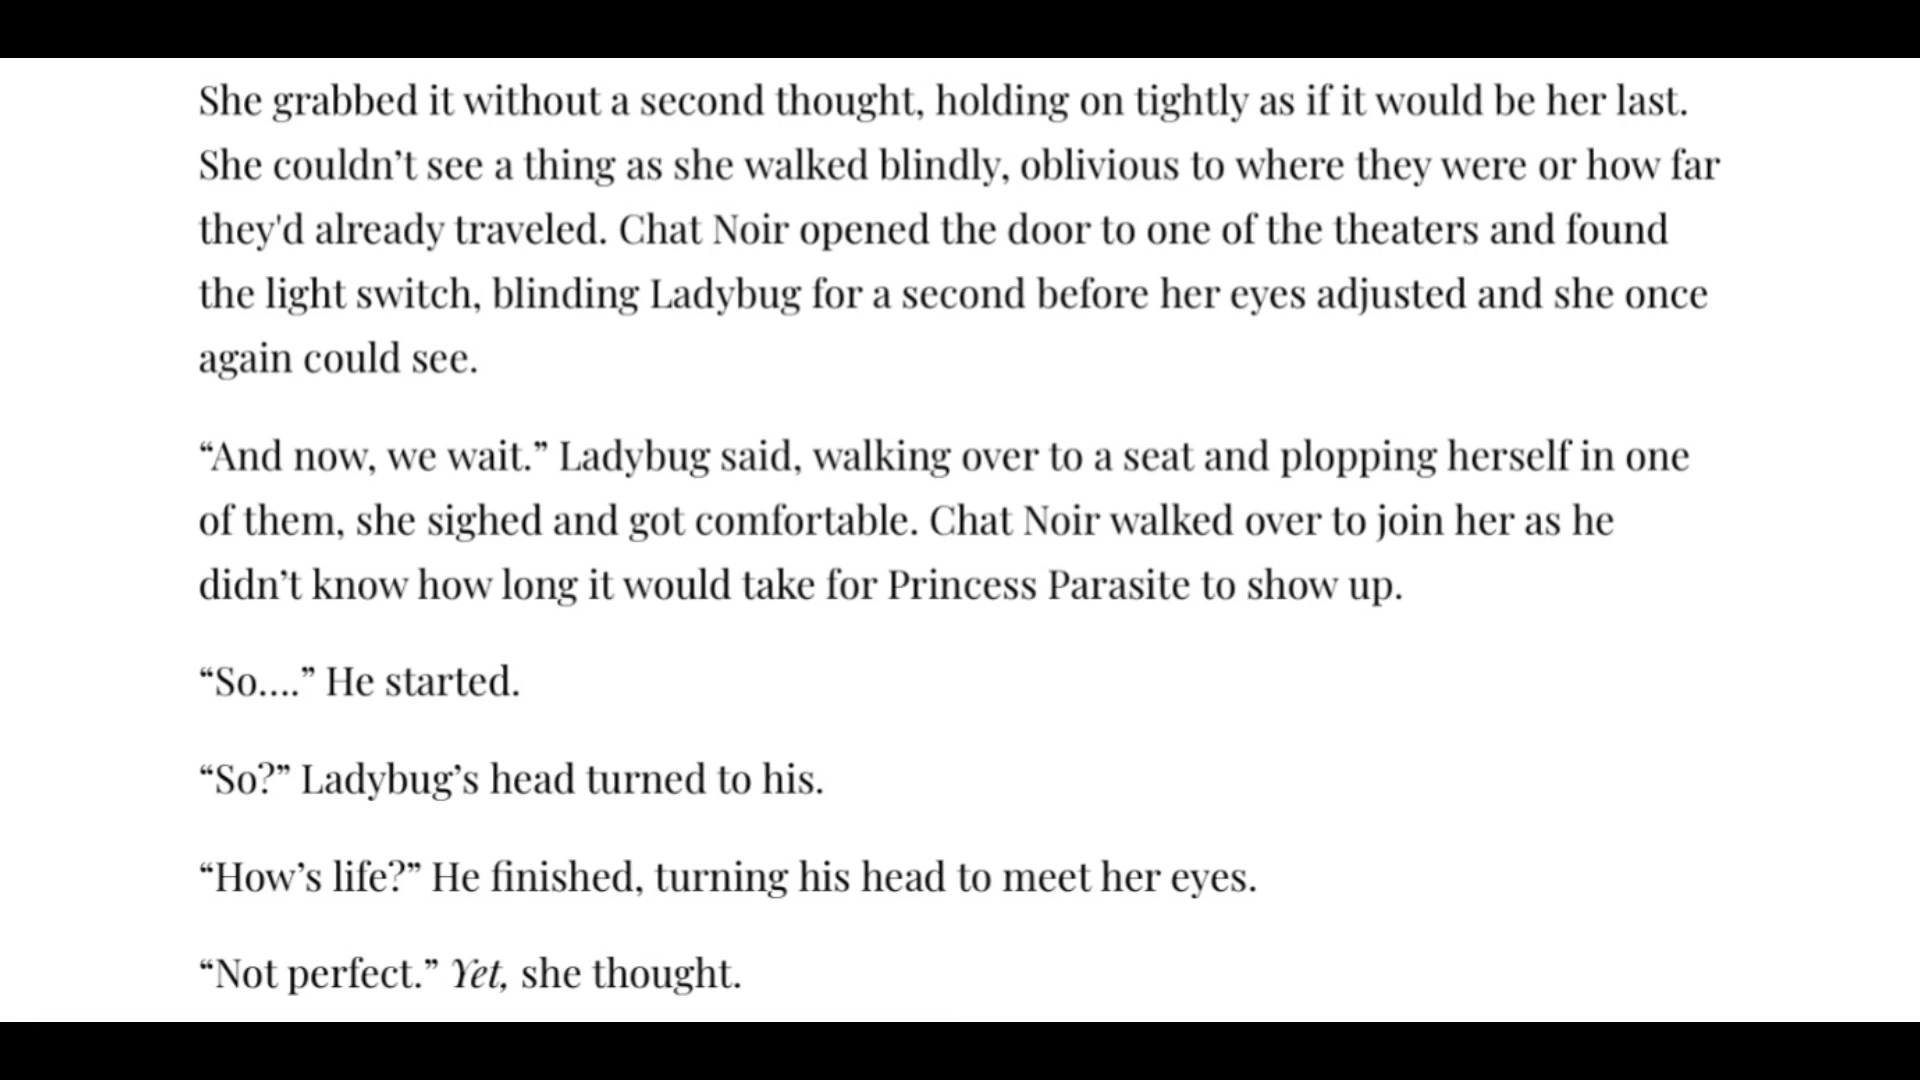 She grabbed it without a second thought, holding on tightly as if it would be her last.
She couldn’t see a thing as she walked blindly, oblivious to where they were or how far
they'd already traveled. Chat Noir opened the door to one of the theaters and found
the light switch, blinding Ladybug for a second before her eyes adjusted and she once
again could see.
“And now, we wait.” Ladybug said, walking over to a seat and plopping herself in one
of them, she sighed and got comfortable. Chat Noir walked over to join her as he
didn’t know how long it would take for Princess Parasite to show up.
“So....” He started.
“So?” Ladybug’s head turned to his.
“How’s life?” He finished, turning his head to meet her eyes.
“Not perfect.” Yet, she thought.